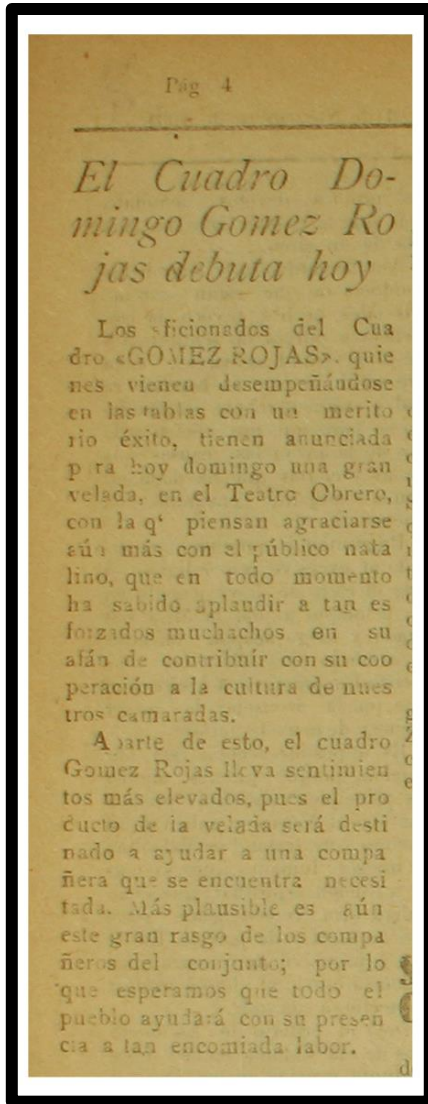 Pág 4
El Cuadro Do-
mingo Gomez Ro
jas debuta hoy
Los aficionados del Cua
dro «GOMEZ ROJAS», quie
nes vienen desempeñándose
en las tablas con un merito
rio éxito, tienen anunciada
p ra hoy domingo una gran
velada, en el Teatro Obrero,
con la q‘ piensan agraciarse
aún más con el público nata
lino, que en todo momento
ha sabido aplaudir a tan es
forzados muchachos en su
afán de contribuír con su coo
peración a la cultura de nues
tros camaradas.
Aparte de esto, el cuadro
Gomez Rojas lleva sentimien
tos más elevados, pues el pro
ducto de la velada será desti
nado a ayudar a una compa
ñera que se encuentra necesi
tada. Más plausible es aún
este gran rasgo de los compa
ñeros del conjunto; por lo
que esperamos que todo el
pueblo ayudará con su presen
cia a tan encomiada labor.